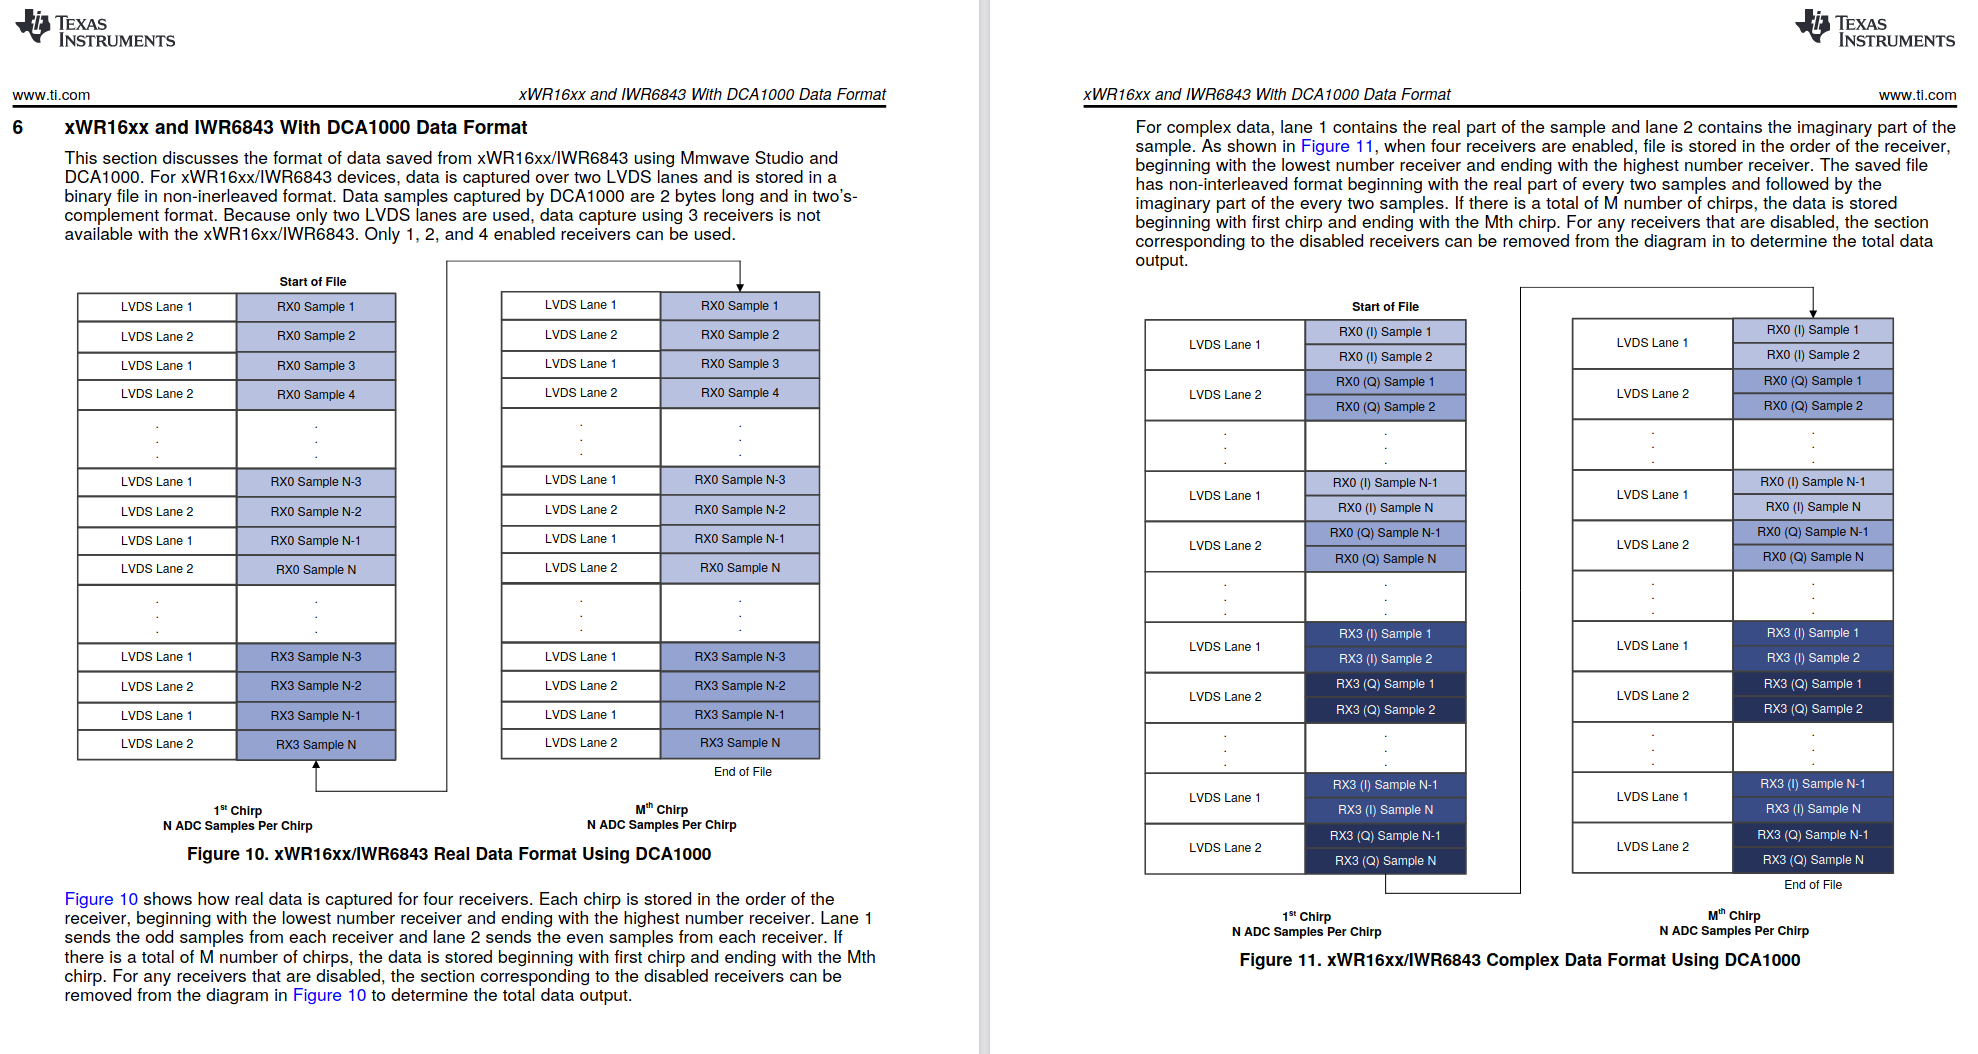 TEXAS
INSTRUMENTS
www.ti.com
xWR16xx and IWR6843 With DCA1000 Data Format
6 xWR16xx and IWR6843 With DCA1000 Data Format
This section discusses the format of data saved from xWR16xx/IWR6843 using Mmwave Studio and
DCA1000. For xWR16xx/IWR6843 devices, data is captured over two LVDS lanes and is stored in a
binary file in non-inerleaved format. Data samples captured by DCA1000 are 2 bytes long and in two's-
complement format. Because only two LVDS lanes are used, data capture using 3 receivers is not
available with the xWR16xx/IWR6843. Only 1, 2, and 4 enabled receivers can be used.
Start of File
LVDS Lane 1 RX0 Sample 1
LVDS Lane 2 RX0 Sample 2
LVDS Lane 1 RX0 Sample 3
LVDS Lane 2 RX0 Sample 4
LVDS Lane 1 RX0 Sample N-3
LVDS Lane 2 RX0 Sample N-2
LVDS Lane 1 RX0 Sample N-1
LVDS Lane 2 RX0 Sample N
LVDS Lane 1 RX3 Sample N-3
LVDS Lane 2 RX3 Sample N-2
LVDS Lane 1 RX3 Sample N-1
LVDS Lane 2 RX3 Sample N
1st Chirp
N ADC Samples Per Chirp
LVDS Lane 1 RX0 Sample 1
LVDS Lane 2 RX0 Sample 2
LVDS Lane 1 RX0 Sample 3
LVDS Lane 2 RX0 Sample 4
LVDS Lane 1 RX0 Sample N-3
LVDS Lane 2 RX0 Sample N-2
LVDS Lane 1 RX0 Sample N-1
LVDS Lane 2 RX0 Sample N
LVDS Lane 1 RX3 Sample N-3
LVDS Lane 2 RX3 Sample N-2
LVDS Lane 1 RX3 Sample N-1
LVDS Lane 2 RX3 Sample N
End of File
Mth Chirp
N ADC Samples Per Chirp
Figure 10. xWR16xx/IWR6843 Real Data Format Using DCA1000
Figure 10 shows how real data is captured for four receivers. Each chirp is stored in the order of the
receiver, beginning with the lowest number receiver and ending with the highest number receiver. Lane 1
sends the odd samples from each receiver and lane 2 sends the even samples from each receiver. If
there is a total of M number of chirps, the data is stored beginning with first chirp and ending with the Mth
chirp. For any receivers that are disabled, the section corresponding to the disabled receivers can be
removed from the diagram in Figure 10 to determine the total data output.
TEXAS
INSTRUMENTS
xWR16xx and IWR6843 With DCA1000 Data Format
www.ti.com
For complex data, lane 1 contains the real part of the sample and lane 2 contains the imaginary part of the
sample. As shown in Figure 11, when four receivers are enabled, file is stored in the order of the receiver,
beginning with the lowest number receiver and ending with the highest number receiver. The saved file
has non-interleaved format beginning with the real part of every two samples and followed by the
imaginary part of the every two samples. If there is a total of M number of chirps, the data is stored
beginning with first chirp and ending with the Mth chirp. For any receivers that are disabled, the section
corresponding to the disabled receivers can be removed from the diagram in to determine the total data
output.
Start of File
LVDS Lane 1
RX0 (I) Sample 1
RX0 (I) Sample 2
LVDS Lane 2
RX0 (Q) Sample 1
RX0 (Q) Sample 2
LVDS Lane 1
RX0 (I) Sample N-1
RX0 (I) Sample N
LVDS Lane 2
RX0 (Q) Sample N-1
RX0 (Q) Sample N
LVDS Lane 1
RX3 (I) Sample 1
RX3 (I) Sample 2
LVDS Lane 2
RX3 (Q) Sample 1
RX3 (Q) Sample 2
LVDS Lane 1
RX3 (I) Sample N-1
RX3 (I) Sample N
LVDS Lane 2
RX3 (Q) Sample N-1
RX3 (Q) Sample N
1st Chirp
N ADC Samples Per Chirp
LVDS Lane 1
RX0 (I) Sample 1
RX0 (I) Sample 2
LVDS Lane 2
RX0 (Q) Sample 1
RX0 (Q) Sample 2
LVDS Lane 1
RX0 (I) Sample N-1
RX0 (I) Sample N
LVDS Lane 2
RX0 (Q) Sample N-1
RX0 (Q) Sample N
LVDS Lane 1
RX3 (I) Sample 1
RX3 (I) Sample 2
LVDS Lane 2
RX3 (Q) Sample 1
RX3 (Q) Sample 2
LVDS Lane 1
RX3 (I) Sample N-1
RX3 (I) Sample N
LVDS Lane 2
RX3 (Q) Sample N-1
RX3 (Q) Sample N
End of File
Mth Chirp
N ADC Samples Per Chirp
Figure 11. xWR16xx/IWR6843 Complex Data Format Using DCA1000